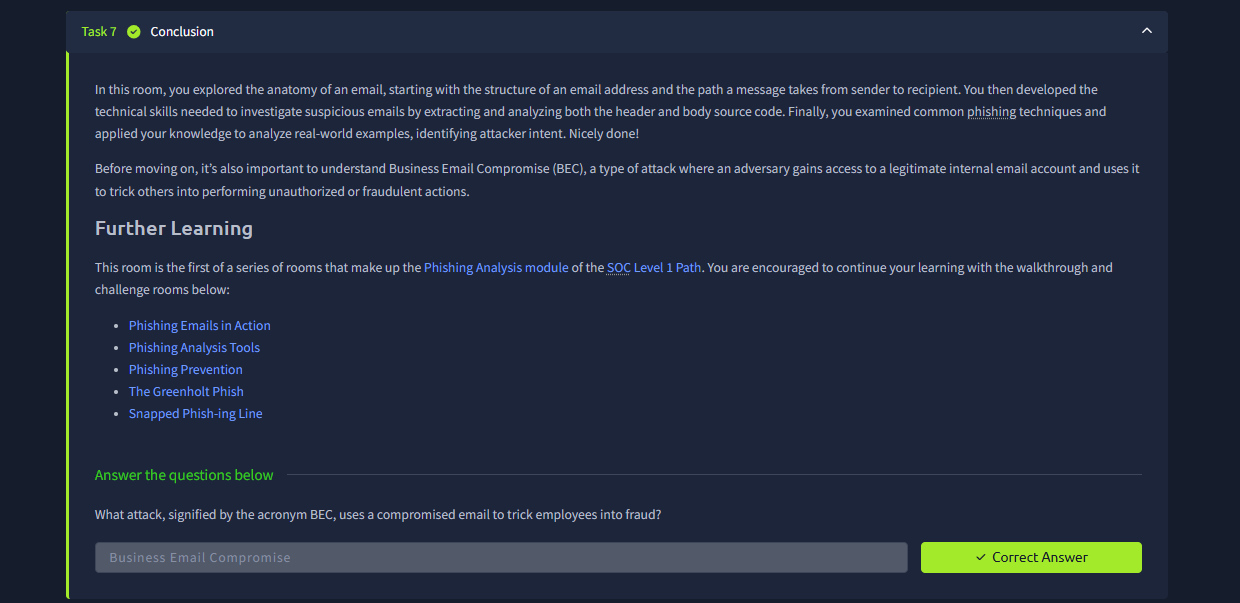 Task 7 Conclusion
In this room, you explored the anatomy of an email, starting with the structure of an email address and the path a message takes from sender to recipient. You then developed the
technical skills needed to investigate suspicious emails by extracting and analyzing both the header and body source code. Finally, you examined common phishing techniques and
applied your knowledge to analyze real-world examples, identifying attacker intent. Nicely done!
Before moving on, it's also important to understand Business Email Compromise (BEC), a type of attack where an adversary gains access to a legitimate internal email account and uses it
to trick others into performing unauthorized or fraudulent actions.
Further Learning
This room is the first of a series of rooms that make up the Phishing Analysis module of the SOC Level 1 Path. You are encouraged to continue your learning with the walkthrough and
challenge rooms below:
• Phishing Emails in Action
• Phishing Analysis Tools
• Phishing Prevention
• The Greenholt Phish
• Snapped Phish-ing Line
Answer the questions below
What attack, signified by the acronym BEC, uses a compromised email to trick employees into fraud?
Business Email Compromise ✓ Correct Answer